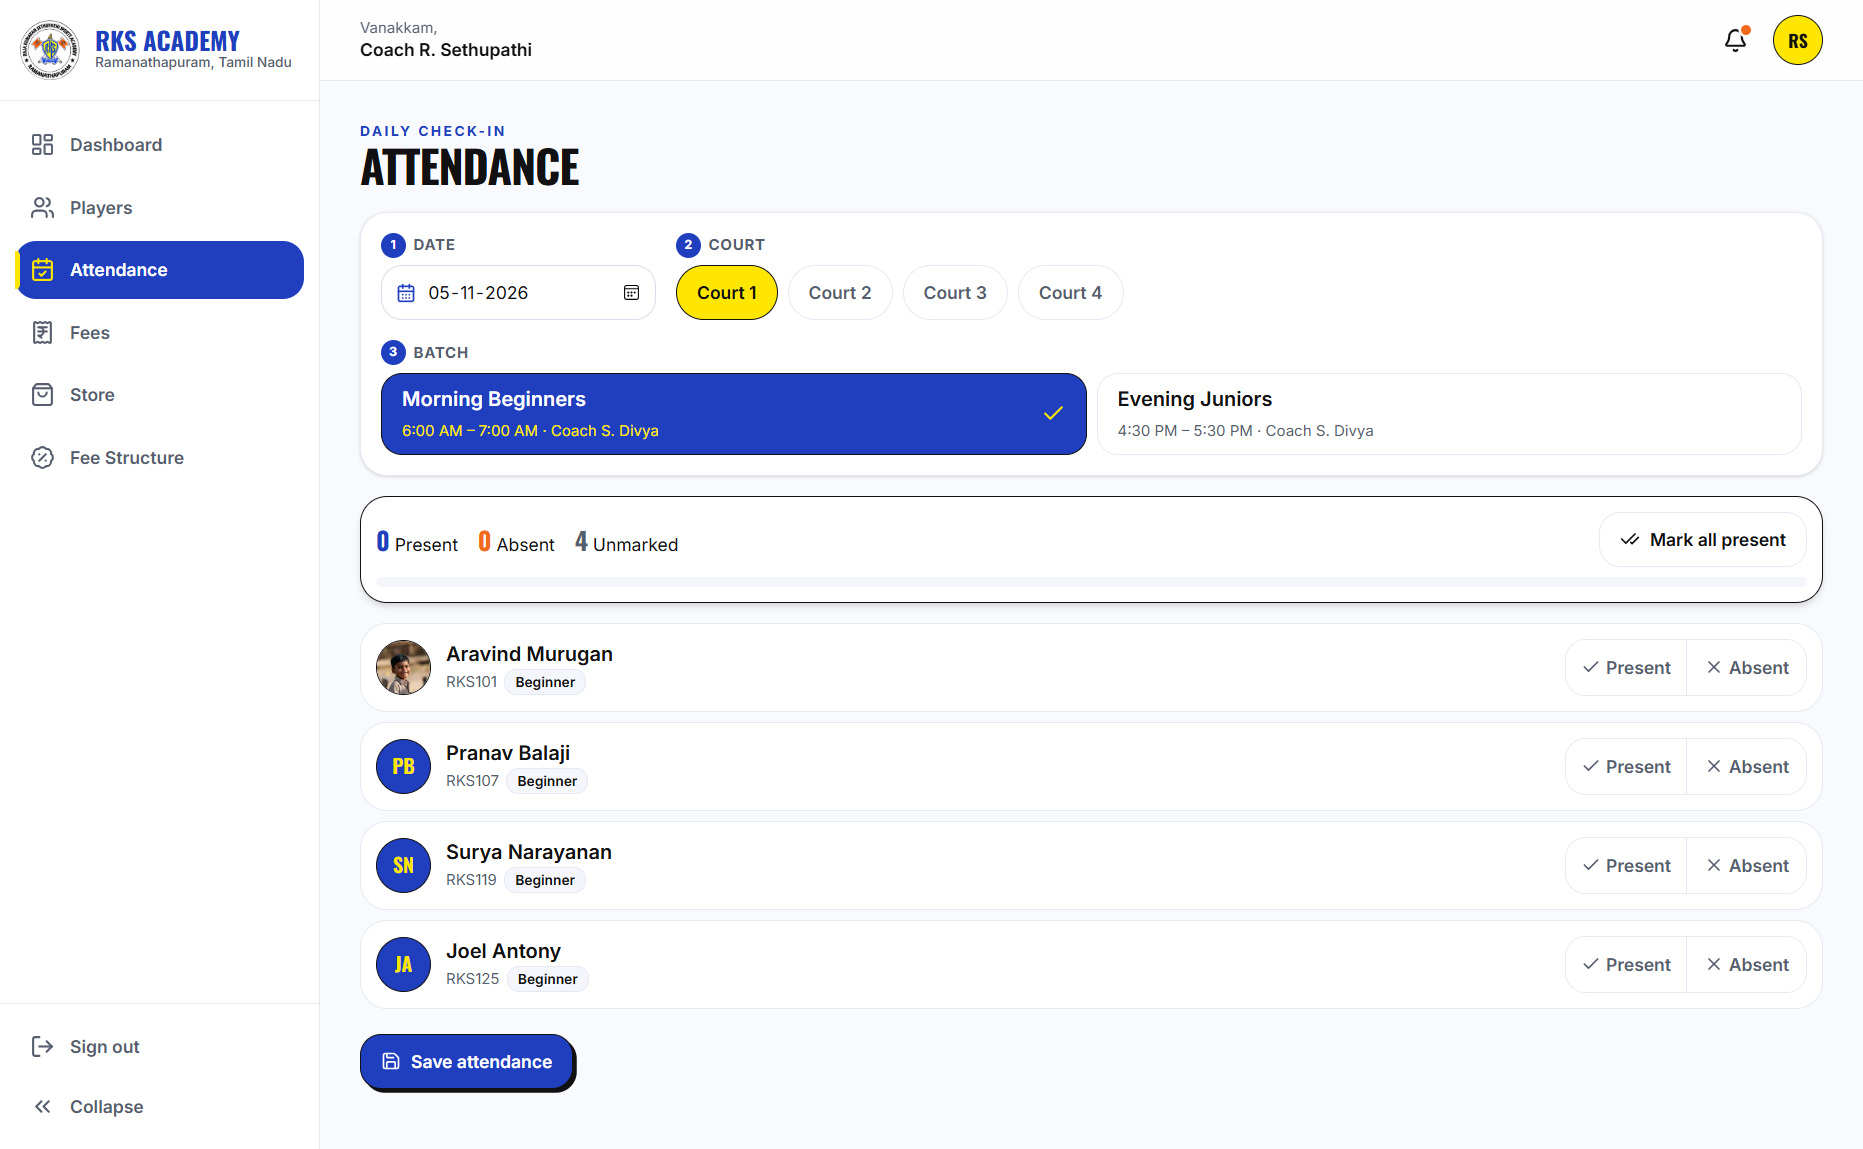 RKS ACADEMY
Ramanathapuram, Tamil Nadu
Dashboard
Players
Attendance
Fees
Store
Fee Structure
Sign out
Collapse
Vanakkam,
Coach R. Sethupathi
RS
DAILY CHECK-IN
ATTENDANCE
1 DATE
05-11-2026
2 COURT
Court 1
Court 2
Court 3
Court 4
3 BATCH
Morning Beginners
6:00 AM – 7:00 AM · Coach S. Divya
Evening Juniors
4:30 PM – 5:30 PM · Coach S. Divya
0 Present 0 Absent 4 Unmarked
Mark all present
Aravind Murugan
RKS101 Beginner
Present Absent
PB
Pranav Balaji
RKS107 Beginner
Present Absent
SN
Surya Narayanan
RKS119 Beginner
Present Absent
JA
Joel Antony
RKS125 Beginner
Present Absent
Save attendance